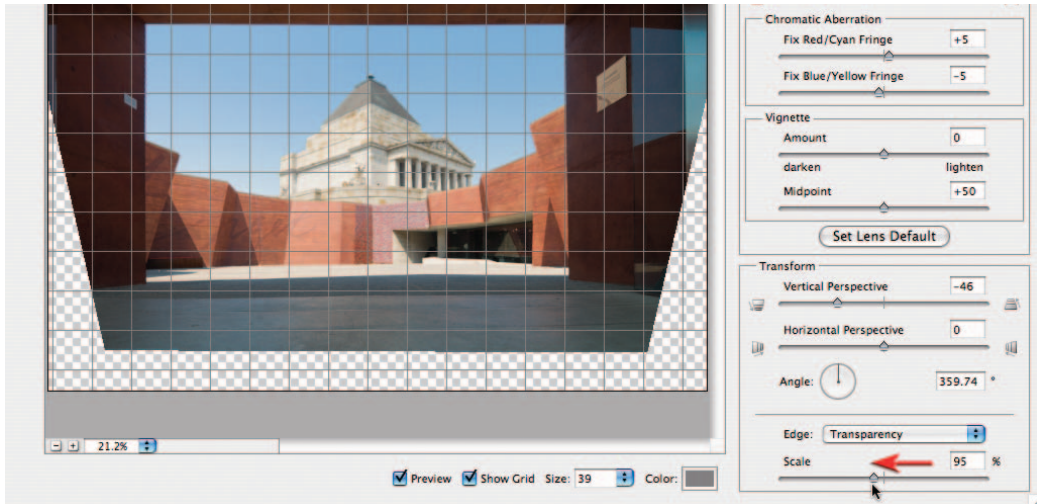 Chromatic Aberration
Fix Red/Cyan Fringe +5
Fix Blue/Yellow Fringe -5
Vignette
Amount 0
darken lighten
Midpoint +50
Set Lens Default
Transform
Vertical Perspective -46
Horizontal Perspective 0
Angle: 359.74 °
Edge: Transparency
Scale 95 %
- + 21.2%
Preview Show Grid Size: 39 Color: